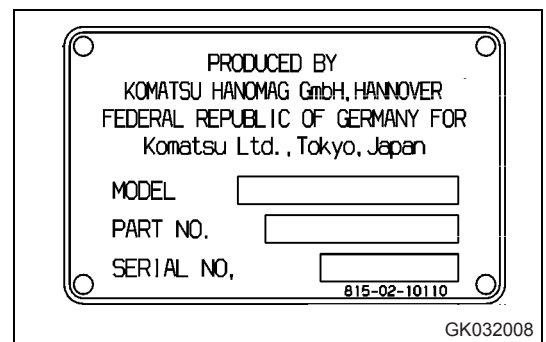 PRODUCED BY
KOMATSU HANOMAG GmbH, HANNOVER
FEDERAL REPUBLIC OF GERMANY FOR
Komatsu Ltd., Tokyo, Japan
MODEL
PART NO.
SERIAL NO,
815-02-10110
GK032008